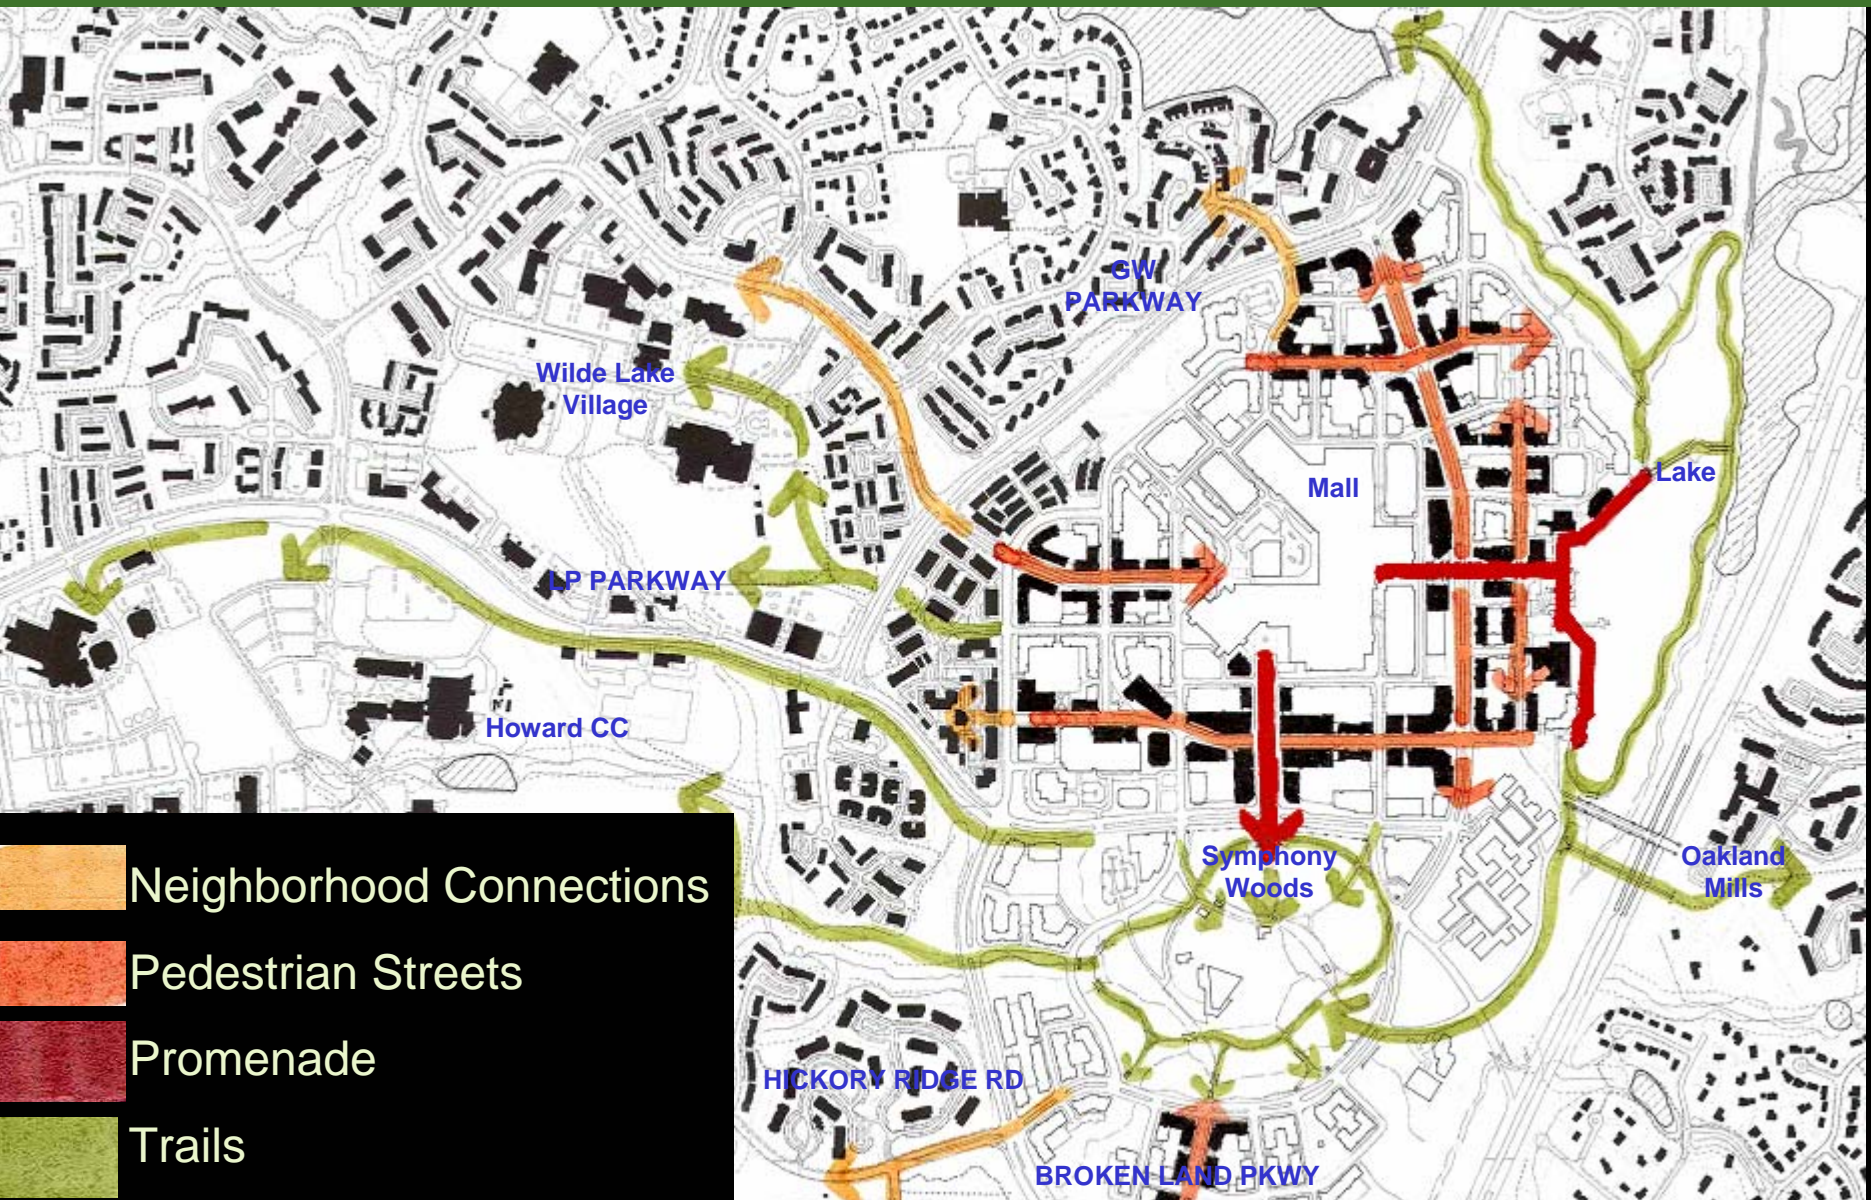 GW
PARKWAY
Wilde Lake
Village
Mall
Lake
LP PARKWAY
Howard CC
Symphony
Woods
Oakland
Mills
HICKORY RIDGE RD
BROKEN LAND PKWY
Neighborhood Connections
Pedestrian Streets
Promenade
Trails